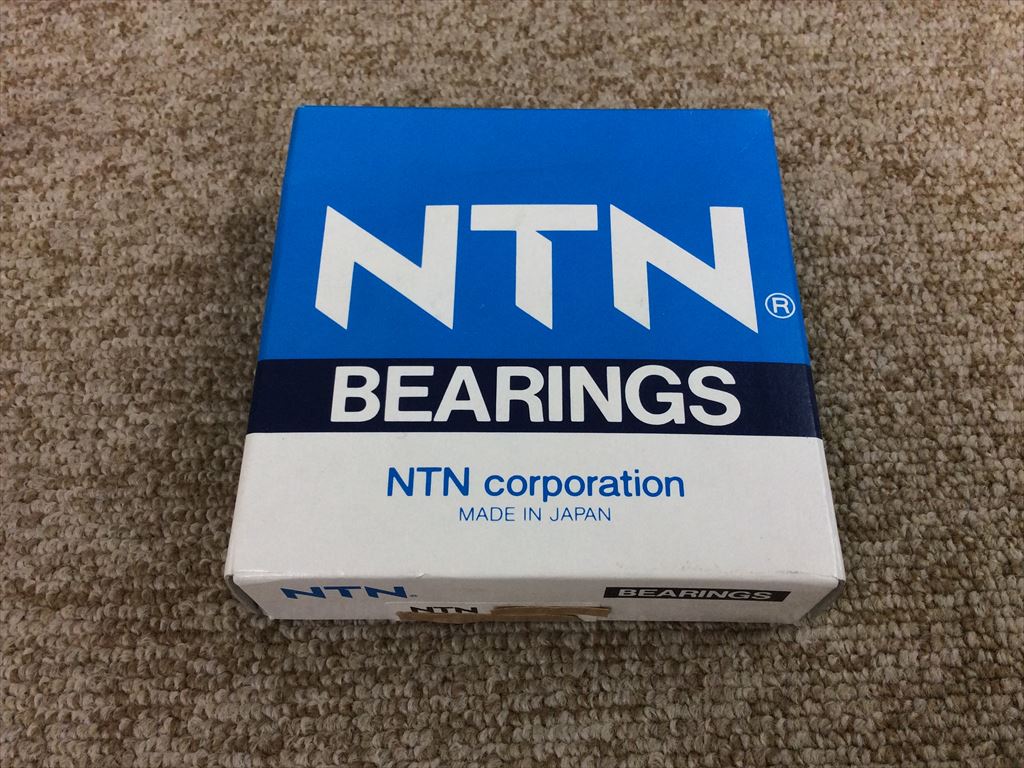 NTN®
BEARINGS
NTN corporation
MADE IN JAPAN
NTN®
BEARINGS
NTN